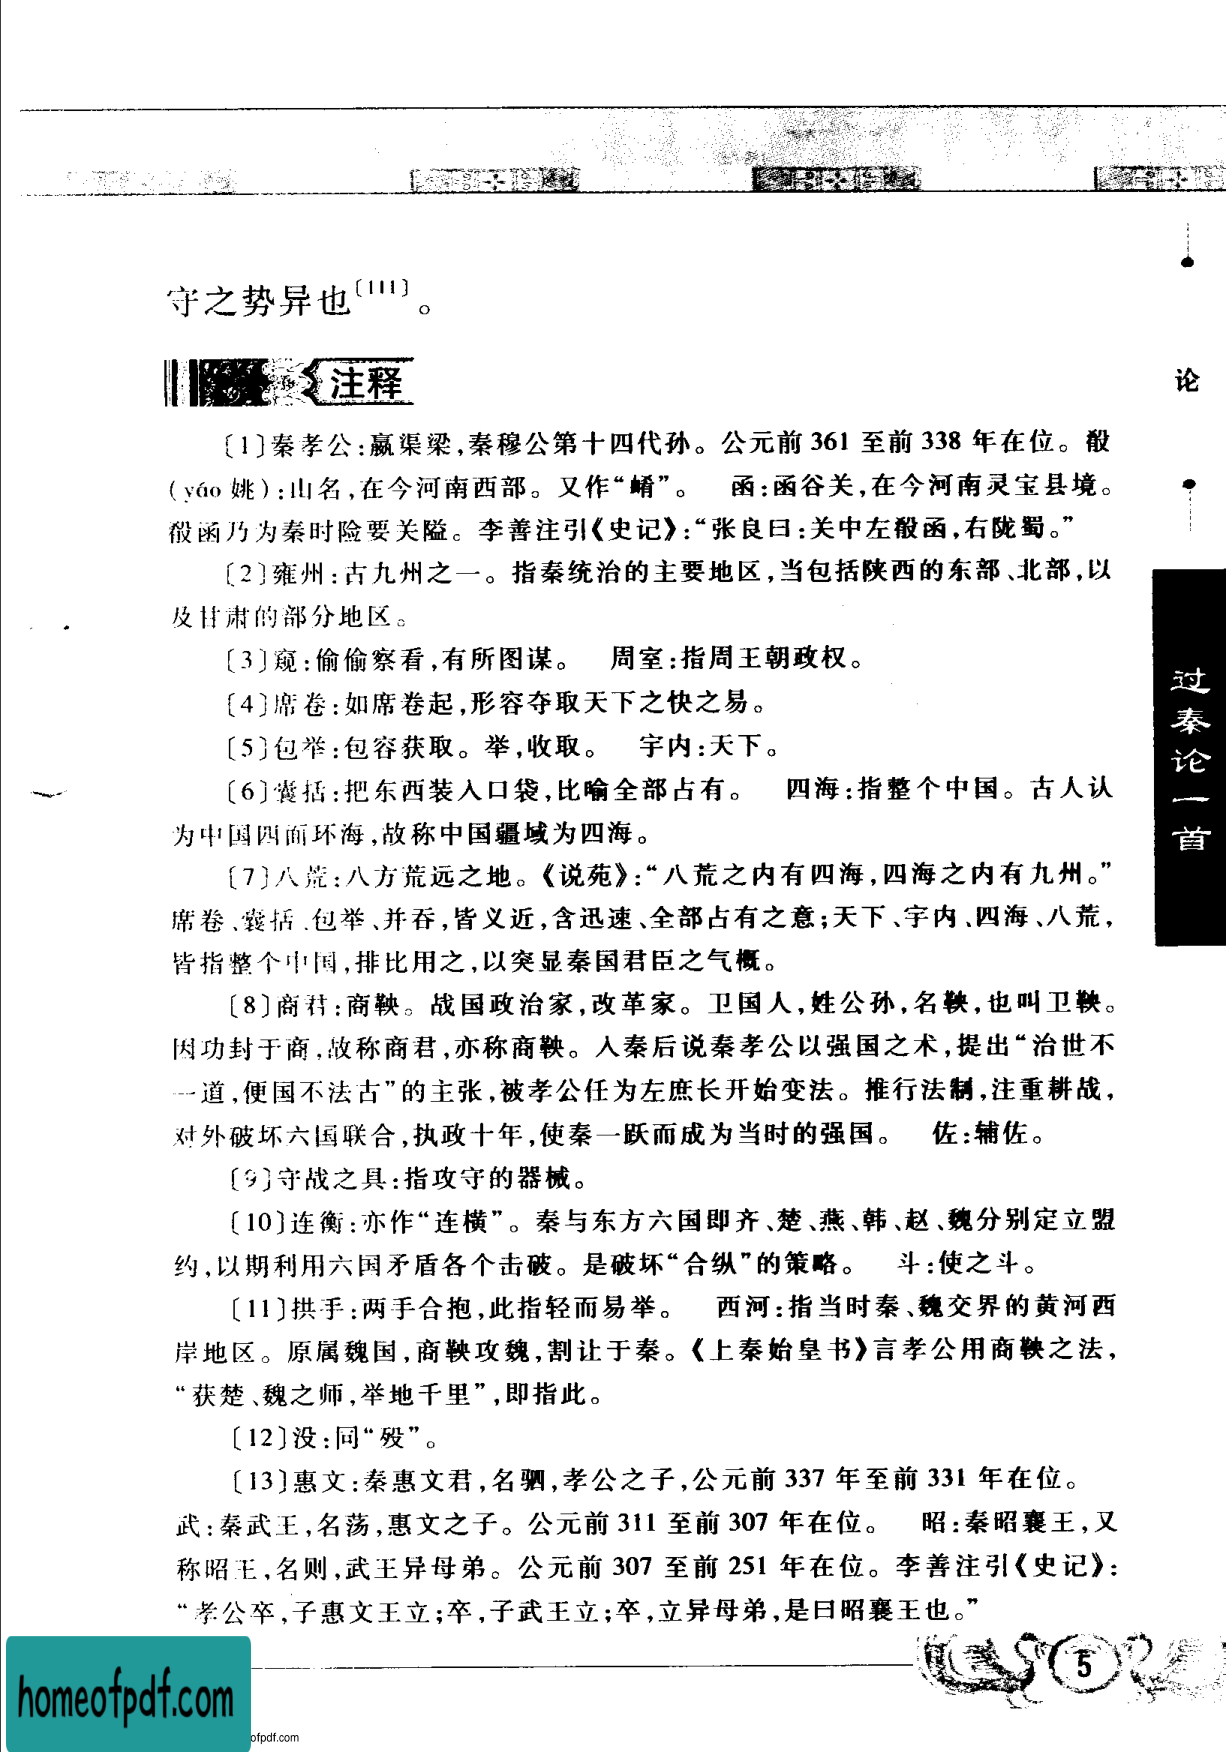 守之势异也〔111〕。
注释
〔1〕秦孝公:嬴渠梁,秦穆公第十四代孙。公元前 361 至前 338 年在位。殽
(yáo 姚):山名,在今河南西部。又作“崤”。 函:函谷关,在今河南灵宝县境。
殽函乃为秦时险要关隘。李善注引《史记》:“张良曰:关中左殽函,右陇蜀。”
〔2〕雍州:古九州之一。指秦统治的主要地区,当包括陕西的东部、北部,以
及甘肃的部分地区。
〔3〕窥:偷偷察看,有所图谋。 周室:指周王朝政权。
〔4〕席卷:如席卷起,形容夺取天下之快之易。
〔5〕包举:包容获取。举,收取。 宇内:天下。
〔6〕囊括:把东西装入口袋,比喻全部占有。 四海:指整个中国。古人认
为中国四面环海,故称中国疆域为四海。
〔7〕八荒:八方荒远之地。《说苑》:“八荒之内有四海,四海之内有九州。”
席卷、囊括、包举、并吞,皆义近,含迅速、全部占有之意;天下、宇内、四海、八荒,
皆指整个中国,排比用之,以突显秦国君臣之气概。
〔8〕商君:商鞅。战国政治家,改革家。卫国人,姓公孙,名鞅,也叫卫鞅。
因功封于商,故称商君,亦称商鞅。入秦后说秦孝公以强国之术,提出“治世不
一道,便国不法古”的主张,被孝公任为左庶长开始变法。推行法制,注重耕战,
对外破坏六国联合,执政十年,使秦一跃而成为当时的强国。 佐:辅佐。
〔9〕守战之具:指攻守的器械。
〔10〕连衡:亦作“连横”。秦与东方六国即齐、楚、燕、韩、赵、魏分别定立盟
约,以期利用六国矛盾各个击破。是破坏“合纵”的策略。 斗:使之斗。
〔11〕拱手:两手合抱,此指轻而易举。 西河:指当时秦、魏交界的黄河西
岸地区。原属魏国,商鞅攻魏,割让于秦。《上秦始皇书》言孝公用商鞅之法,
“获楚、魏之师,举地千里”,即指此。
〔12〕没:同“殁”。
〔13〕惠文:秦惠文君,名驷,孝公之子,公元前 337 年至前 331 年在位。
武:秦武王,名荡,惠文之子。公元前 311 至前 307 年在位。 昭:秦昭襄王,又
称昭王,名则,武王异母弟。公元前 307 至前 251 年在位。李善注引《史记》:
“孝公卒,子惠文王立;卒,子武王立;卒,立异母弟,是曰昭襄王也。”
论
过秦论一首
5
homeofpdf.com
ofpdf.com